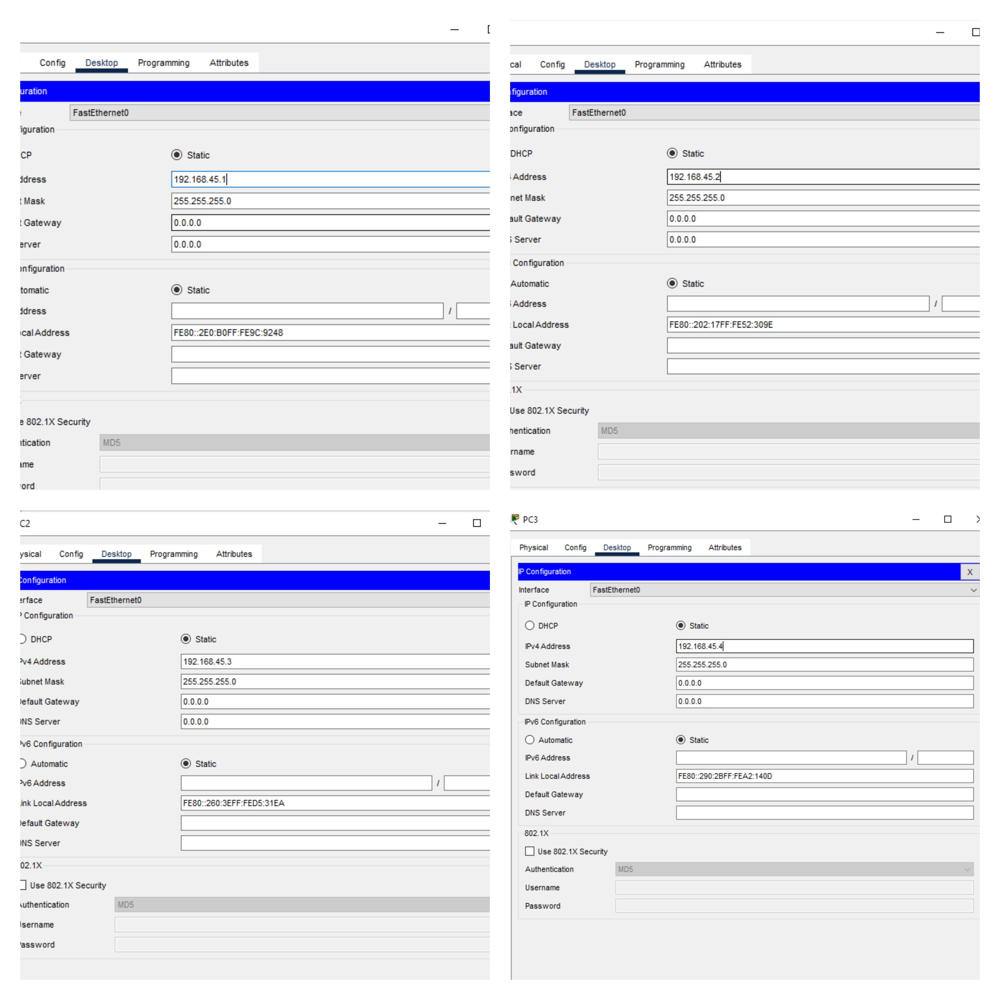 Config Desktop Programming Attributes
uration
FastEthernet0
iguration
CP Static
ddress 192.168.45.1
t Mask 255.255.255.0
t Gateway 0.0.0.0
erver 0.0.0.0
onfiguration
tomatic Static
ddress /
ocal Address FE80::2E0:B0FF:FE9C:9248
t Gateway
erver
e 802.1X Security
ntication MD5
ame
ord
cal Config Desktop Programming Attributes
figuration
ace FastEthernet0
onfiguration
DHCP Static
Address 192.168.45.2
net Mask 255.255.255.0
ault Gateway 0.0.0.0
Server 0.0.0.0
Configuration
Automatic Static
Address /
Local Address FE80::202:17FF:FE52:309E
ault Gateway
Server
.1X
Use 802.1X Security
hentication MD5
rname
sword
C2
ysical Config Desktop Programming Attributes
Configuration
erface FastEthernet0
Configuration
DHCP Static
Pv4 Address 192.168.45.3
ubnet Mask 255.255.255.0
efault Gateway 0.0.0.0
NS Server 0.0.0.0
Pv6 Configuration
Automatic Static
Pv6 Address /
ink Local Address FE80::260:3EFF:FED5:31EA
efault Gateway
NS Server
02.1X
Use 802.1X Security
uthentication MD5
sername
assword
PC3
Physical Config Desktop Programming Attributes
IP Configuration X
Interface FastEthernet0
IP Configuration
DHCP Static
IPv4 Address 192.168.45.4
Subnet Mask 255.255.255.0
Default Gateway 0.0.0.0
DNS Server 0.0.0.0
IPv6 Configuration
Automatic Static
IPv6 Address /
Link Local Address FE80::290:2BFF:FEA2:140D
Default Gateway
DNS Server
802.1X
Use 802.1X Security
Authentication MD5
Username
Password